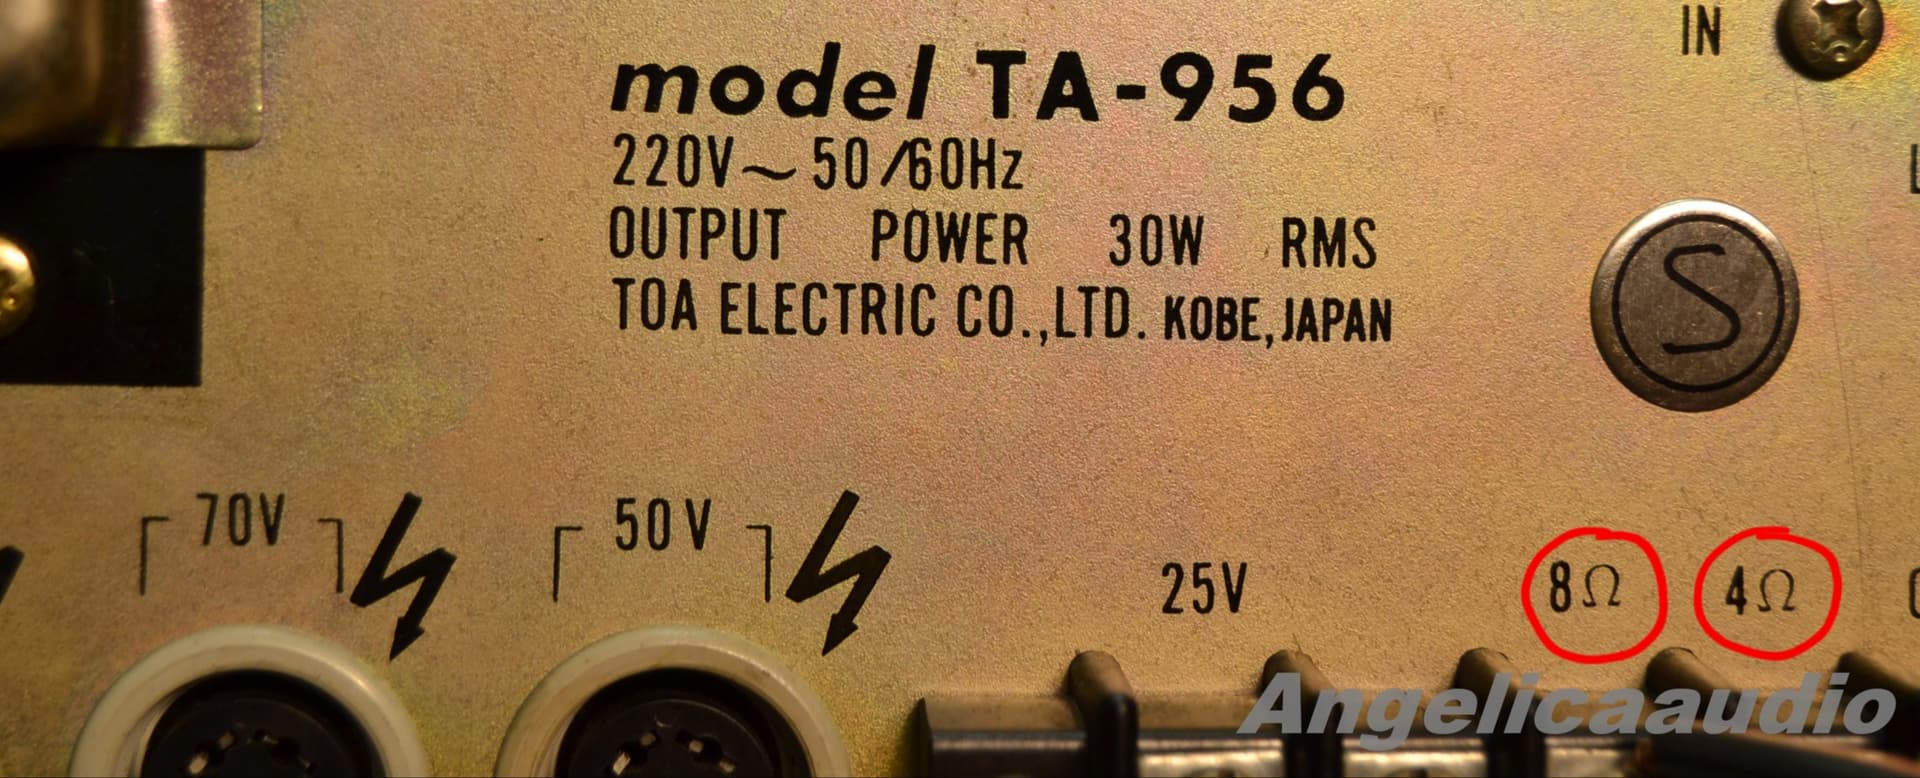 IN
model TA-956
220V~50/60Hz
OUTPUT POWER 30W RMS
TOA ELECTRIC CO.,LTD. KOBE, JAPAN
S
70V
50V
25V
8Ω
4Ω
Angelicaaudio